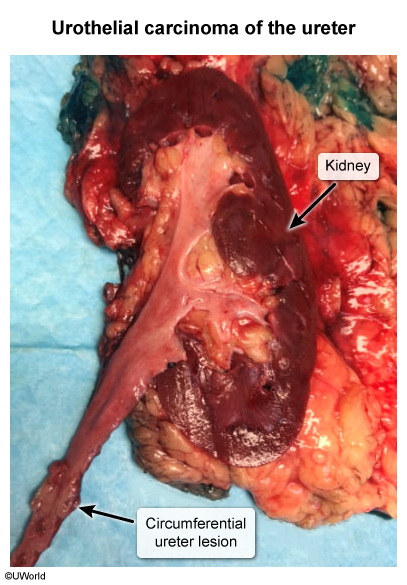 Urothelial carcinoma of the ureter
Kidney
Circumferential
ureter lesion
©UWorld